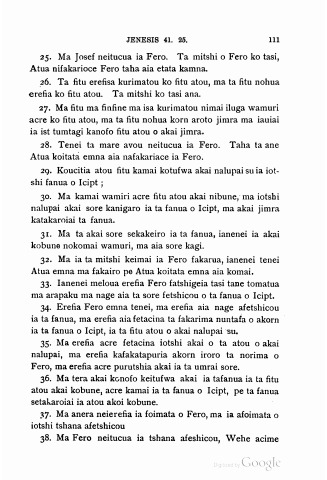 JENESIS 41. 25. 111
25. Ma Josef neitucua ia Fero. Ta mitshi o Fero ko tasi,
Atua nifakarioce Fero taha aia etata kamna.
26. Ta fitu erefisa kurimatou ko fitu atou, ma ta fitu nohua
erefia ko fitu atou. Ta mitshi ko tasi ana.
27. Ma fitu ma finfine ma isa kurimatou nimai iluga wamuri
acre ko fitu atou, ma ta fitu nohua korn aroto jimra ma iauiai
ia ist tumtagi kanofo fitu atou o akai jimra.
28. Tenei ta mare avou neitucua ia Fero. Taha ta ane
Atua koitata emna aia nafakariace ia Fero.
29. Koucitia atou fitu kamai kotufwa akai nalupai su ia iot-
shi fanua o Icipt ;
30. Ma kamai wamiri acre fitu atou akai nibune, ma iotshi
nalupai akai sore kanigaro ia ta fanua o Icipt, ma akai jimra
katakaroiai ta fanua.
31. Ma ta akai sore sekakeiro ia ta fanua, ianenei ia akai
kobune nokomai wamuri, ma aia sore kagi.
32. Ma ia ta mitshi keimai ia Fero fakarua, ianenei tenei
Atua emna ma fakairo pe Atua koitata emna aia komai.
33. Ianenei meloua erefia Fero fatshigeia tasi tane tomatua
ma arapaku ma nage aia ta sore fetshicou o ta fanua o Icipt.
34. Erefia Fero emna tenei, ma erefia aia nage afetshicou
ia ta fanua, ma erefia aia fetacina ta fakarima nuntafa o akorn
ia ta fanua o Icipt, ia ta fitu atou o akai nalupai su.
35. Ma erefia acre fetacina iotshi akai o ta atou o akai
nalupai, ma erefia kafakatapuria akorn iroro ta norima o
Fero, ma erefia acre purutshia akai ia ta umrai sore.
36. Ma tera akai konofo keitufwa akai ia tafanua ia ta fitu
atou akai kobune, acre kamai ia ta fanua o Icipt, pe ta fanua
setakaroiai ia atou akoi kobune.
37. Ma anera neierefia ia foimata o Fero, ma ia afoimata o
iotshi tshana afetshicou
38. Ma Fero neitucua ia tshana afeshicou, Wehe acime
Digitized by Google